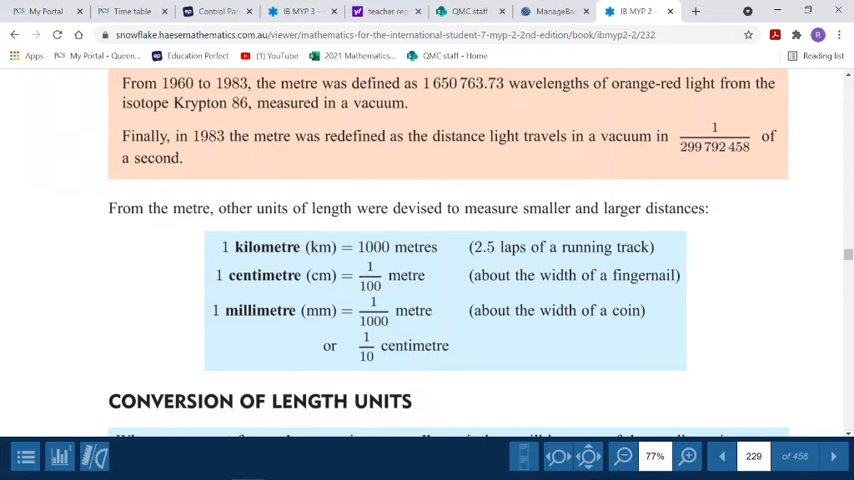 My Portal
Time table
Control Par
IB MYP 3 -
teacher rep
QMC staff
ManageBac
IB MYP 2 -
snowflake.haesemathematics.com.au/viewer/mathematics-for-the-international-student-7-myp-2-2nd-edition/book/ibmyp2-2/232
Apps
PCS My Portal - Queen...
Education Perfect
(1) YouTube
2021 Mathematics...
QMC staff - Home
Reading list
From 1960 to 1983, the metre was defined as 1 650 763.73 wavelengths of orange-red light from the
isotope Krypton 86, measured in a vacuum.
Finally, in 1983 the metre was redefined as the distance light travels in a vacuum in 1/299 792 458 of
a second.
From the metre, other units of length were devised to measure smaller and larger distances:
1 kilometre (km) = 1000 metres (2.5 laps of a running track)
1 centimetre (cm) = 1/100 metre (about the width of a fingernail)
1 millimetre (mm) = 1/1000 metre (about the width of a coin)
or 1/10 centimetre
CONVERSION OF LENGTH UNITS
77%
229
of 456